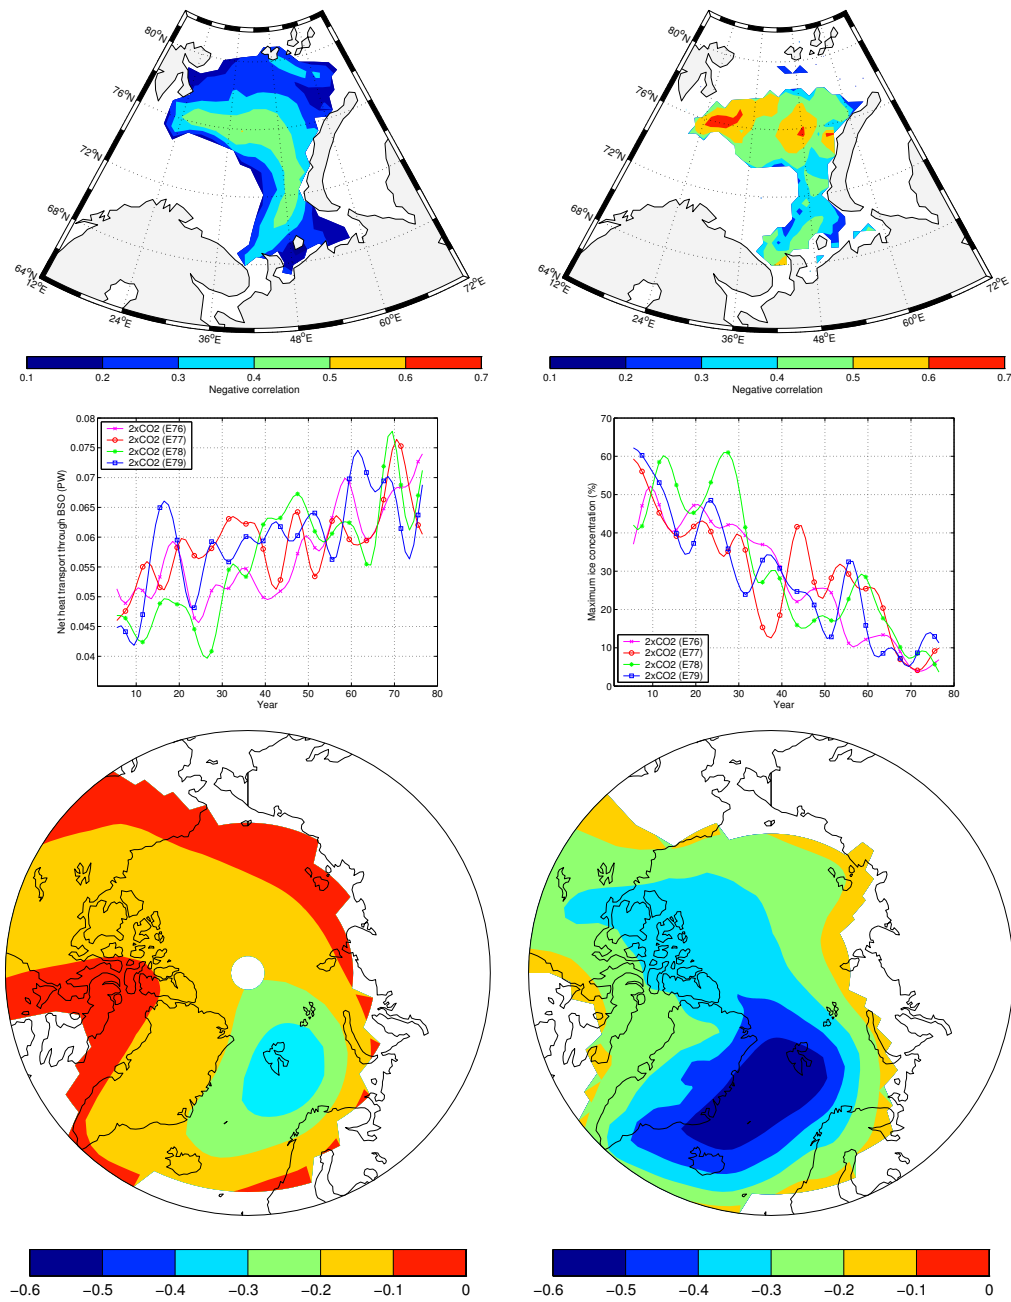 80°N
76°N
72°N
68°N
64°N
12°E
24°E
36°E
48°E
60°E
72°E
0.1 0.2 0.3 0.4 0.5 0.6 0.7
Negative correlation
80°N
76°N
72°N
68°N
64°N
12°E
24°E
36°E
48°E
60°E
72°E
0.1 0.2 0.3 0.4 0.5 0.6 0.7
Negative correlation
Net heat transport through BSO (PW)
0.08
0.075
0.07
0.065
0.06
0.055
0.05
0.045
0.04
2xCO2 (E76)
2xCO2 (E77)
2xCO2 (E78)
2xCO2 (E79)
10 20 30 40 50 60 70 80
Year
Maximum ice concentration (%)
70
60
50
40
30
20
10
0
2xCO2 (E76)
2xCO2 (E77)
2xCO2 (E78)
2xCO2 (E79)
10 20 30 40 50 60 70 80
Year
−0.6 −0.5 −0.4 −0.3 −0.2 −0.1 0
−0.6 −0.5 −0.4 −0.3 −0.2 −0.1 0